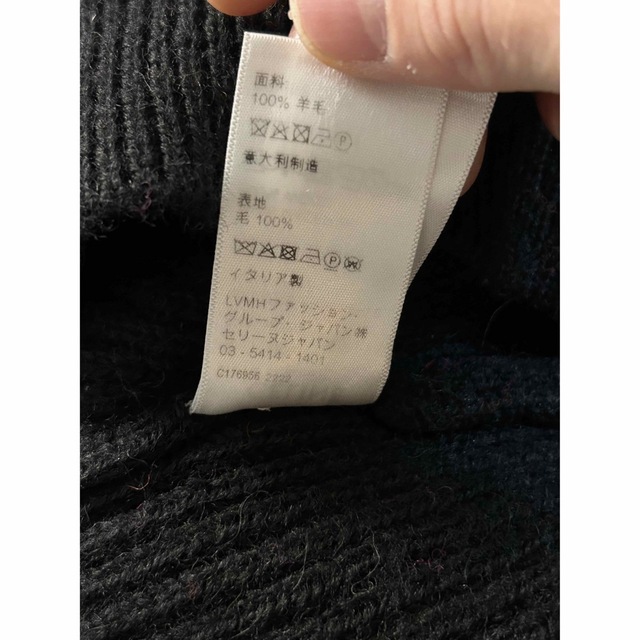 面料:
100% 羊毛
意大利制造
表地
毛 100%
イタリア製
LVMHファッション・
グループ・ジャパン㈱
セリーヌジャパン
03 - 5414 - 1401
C176956 2222